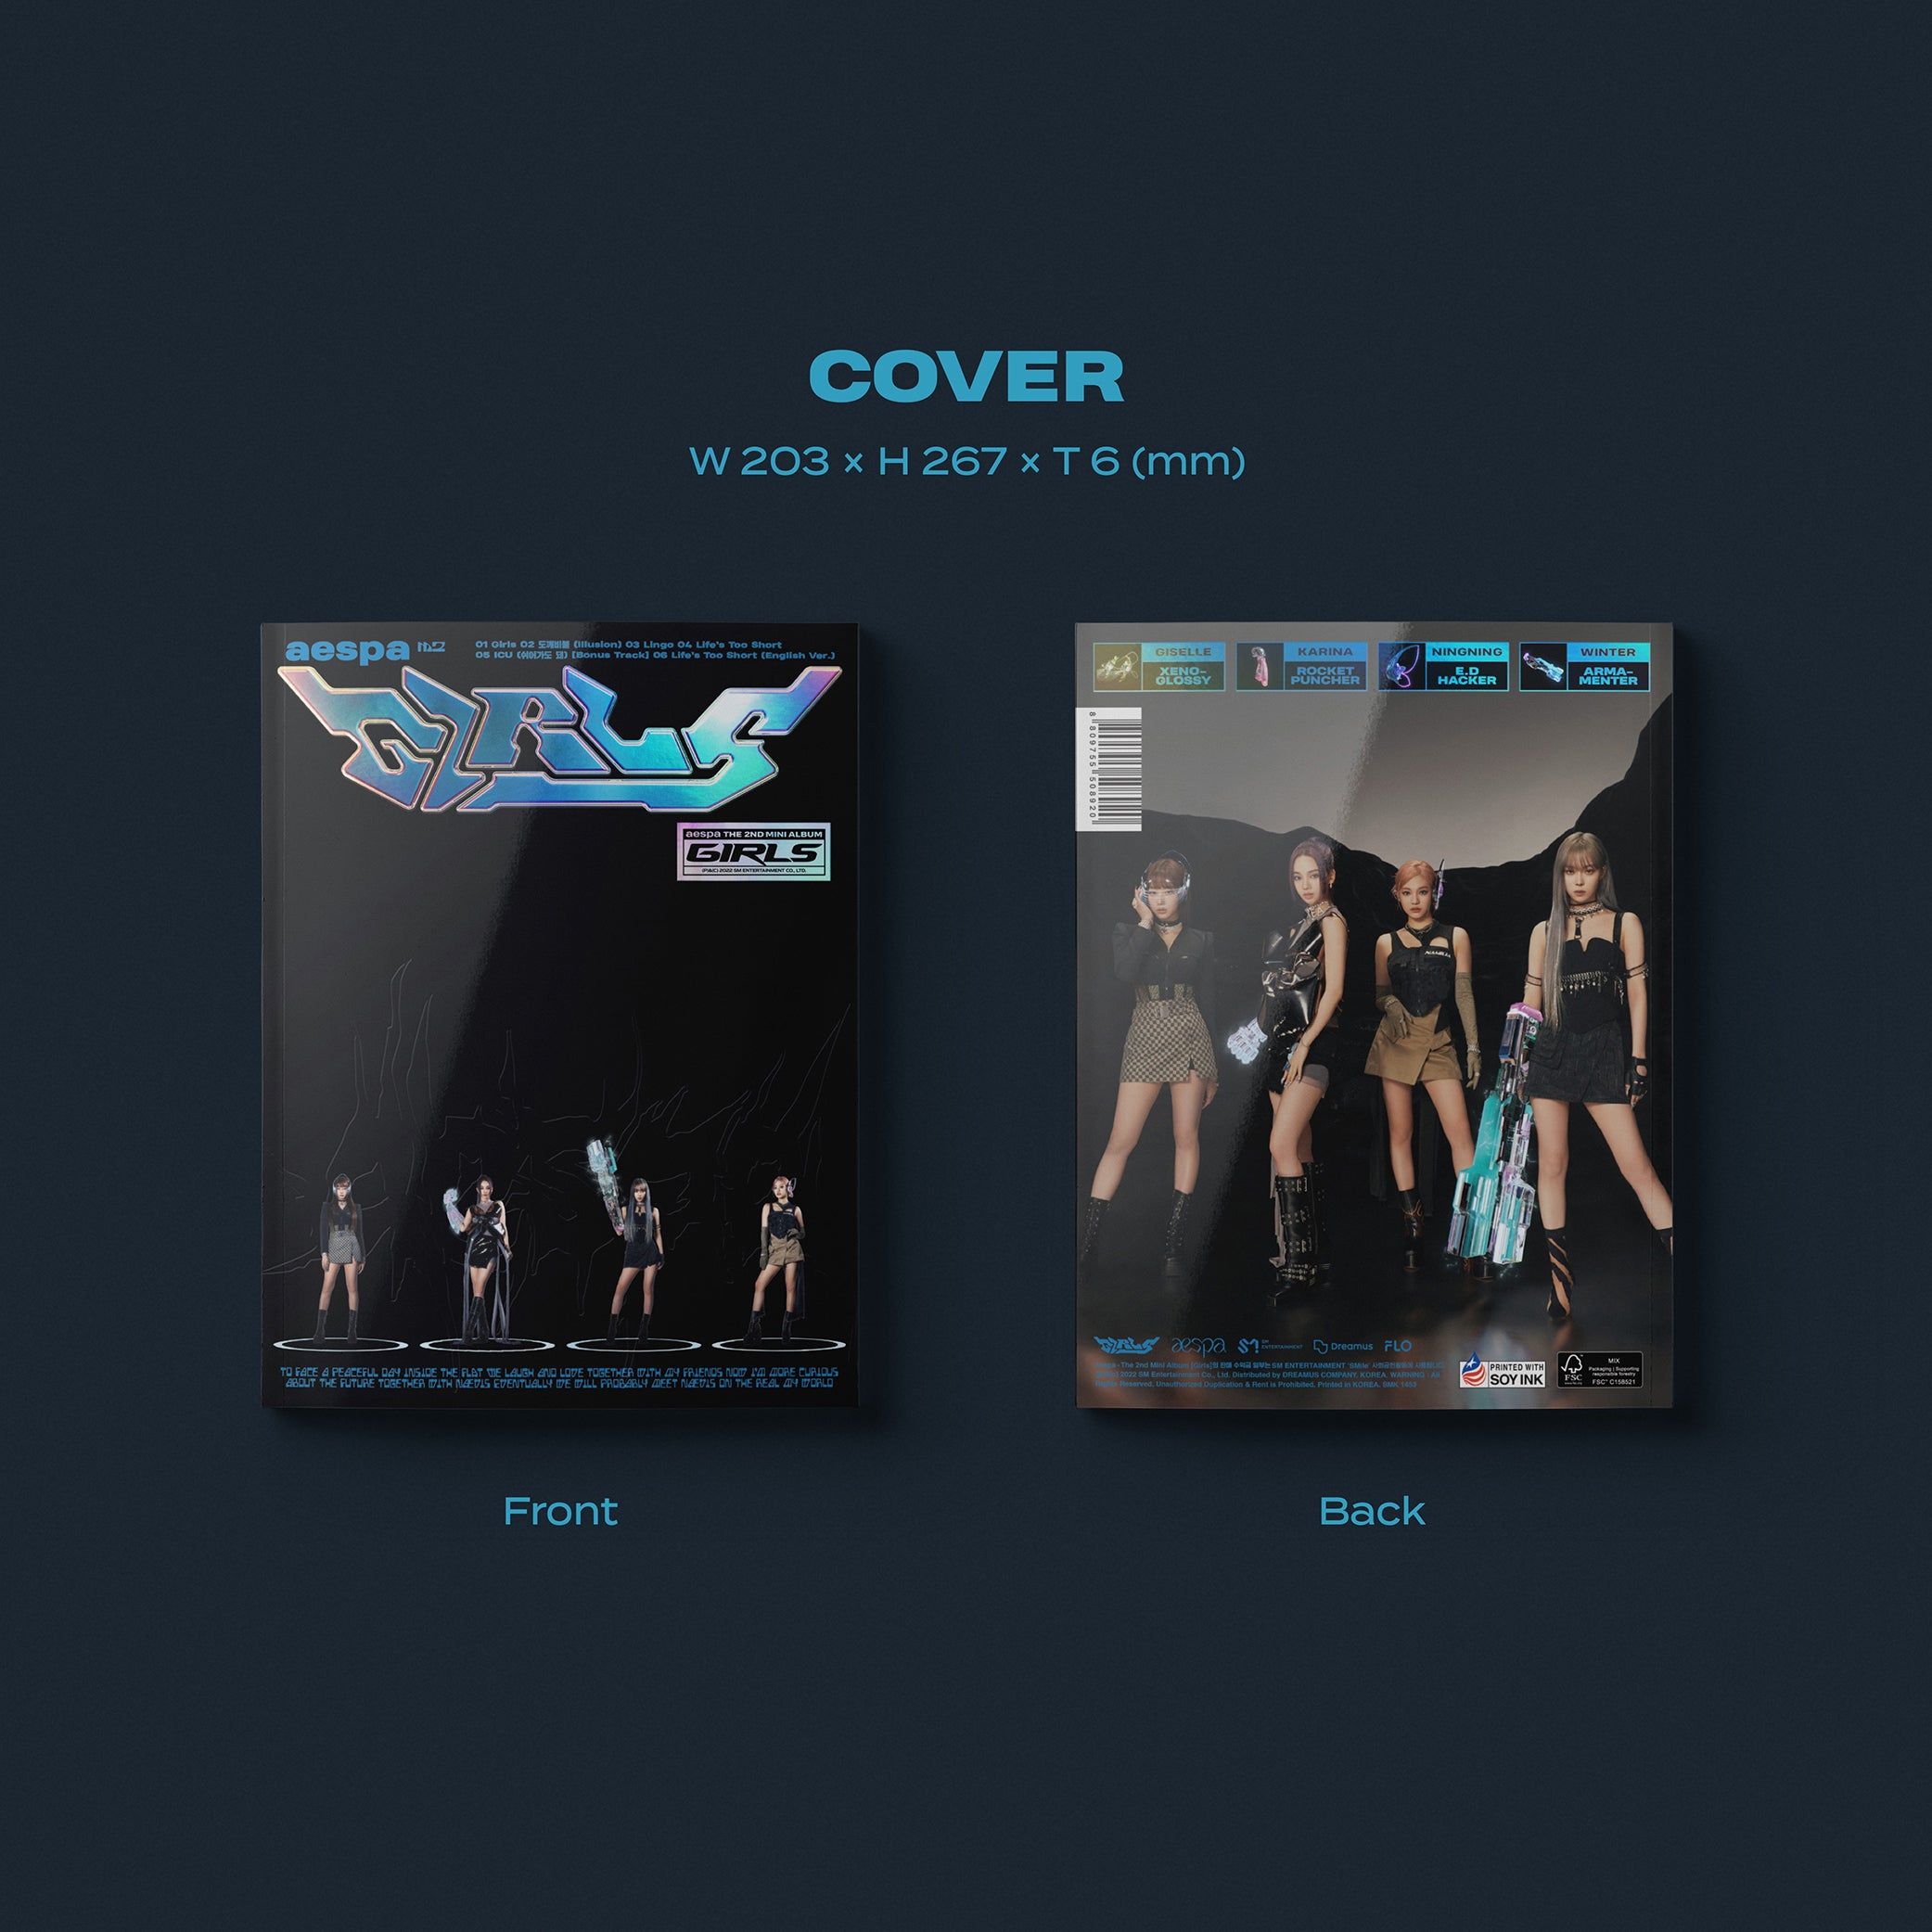 COVER
W 203 × H 267 × T 6 (mm)
aespa
01 Girls 02 도깨비불 (Illusion) 03 Lingo 04 Life's Too Short
05 ICU (쉬어가도 돼) [Bonus Track] 06 Life's Too Short (English Ver.)
GIRLS
aespa THE 2ND MINI ALBUM
GIRLS
(P)&(C) 2022 SM ENTERTAINMENT CO., LTD.
TO FACE A PEACEFUL DAY INSIDE THE FLAT WE LAUGH AND LOVE TOGETHER WITH MY FRIENDS NOW I'M MORE CURIOUS
ABOUT THE FUTURE TOGETHER WITH NAEVIS EVENTUALLY WE WILL PROBABLY MEET NAEVIS ON THE REAL MY WORLD
GISELLE
XENO-
GLOSSY
KARINA
ROCKET
PUNCHER
NINGNING
E.D
HACKER
WINTER
ARMA-
MENTER
8 809755 508920
GIRLS aespa SM ENTERTAINMENT Dreamus FLO
aespa–The 2nd Mini Album [Girls]의 판매 수익금 일부는 SM ENTERTAINMENT 'SMile' 사회공헌활동에
2022 SM Entertainment Co., Ltd. Distributed by DREAMUS COMPANY, KOREA. WARNING : All
Rights Reserved. Unauthorized Duplication & Rent is Prohibited. Printed in KOREA. SMK 1453
PRINTED WITH
SOY INK
FSC
MIX
Packaging | Supporting
responsible forestry
FSC® C158521
Front
Back